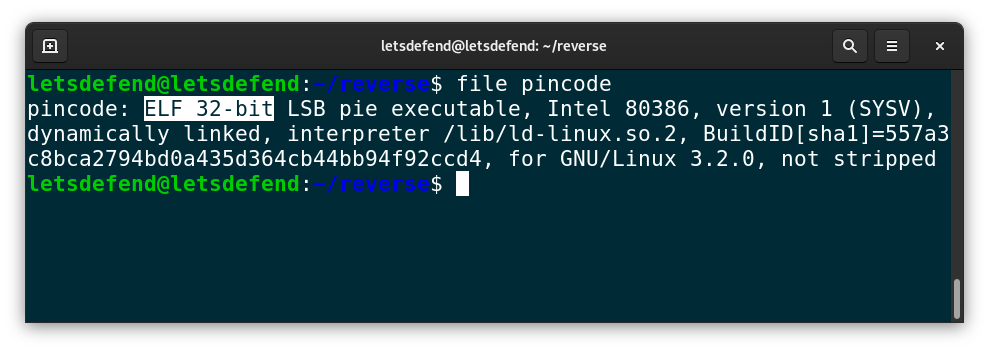 letsdefend@letsdefend: ~/reverse
letsdefend@letsdefend:~/reverse$ file pincode
pincode: ELF 32-bit LSB pie executable, Intel 80386, version 1 (SYSV),
dynamically linked, interpreter /lib/ld-linux.so.2, BuildID[sha1]=557a3
c8bca2794bd0a435d364cb44bb94f92ccd4, for GNU/Linux 3.2.0, not stripped
letsdefend@letsdefend:~/reverse$